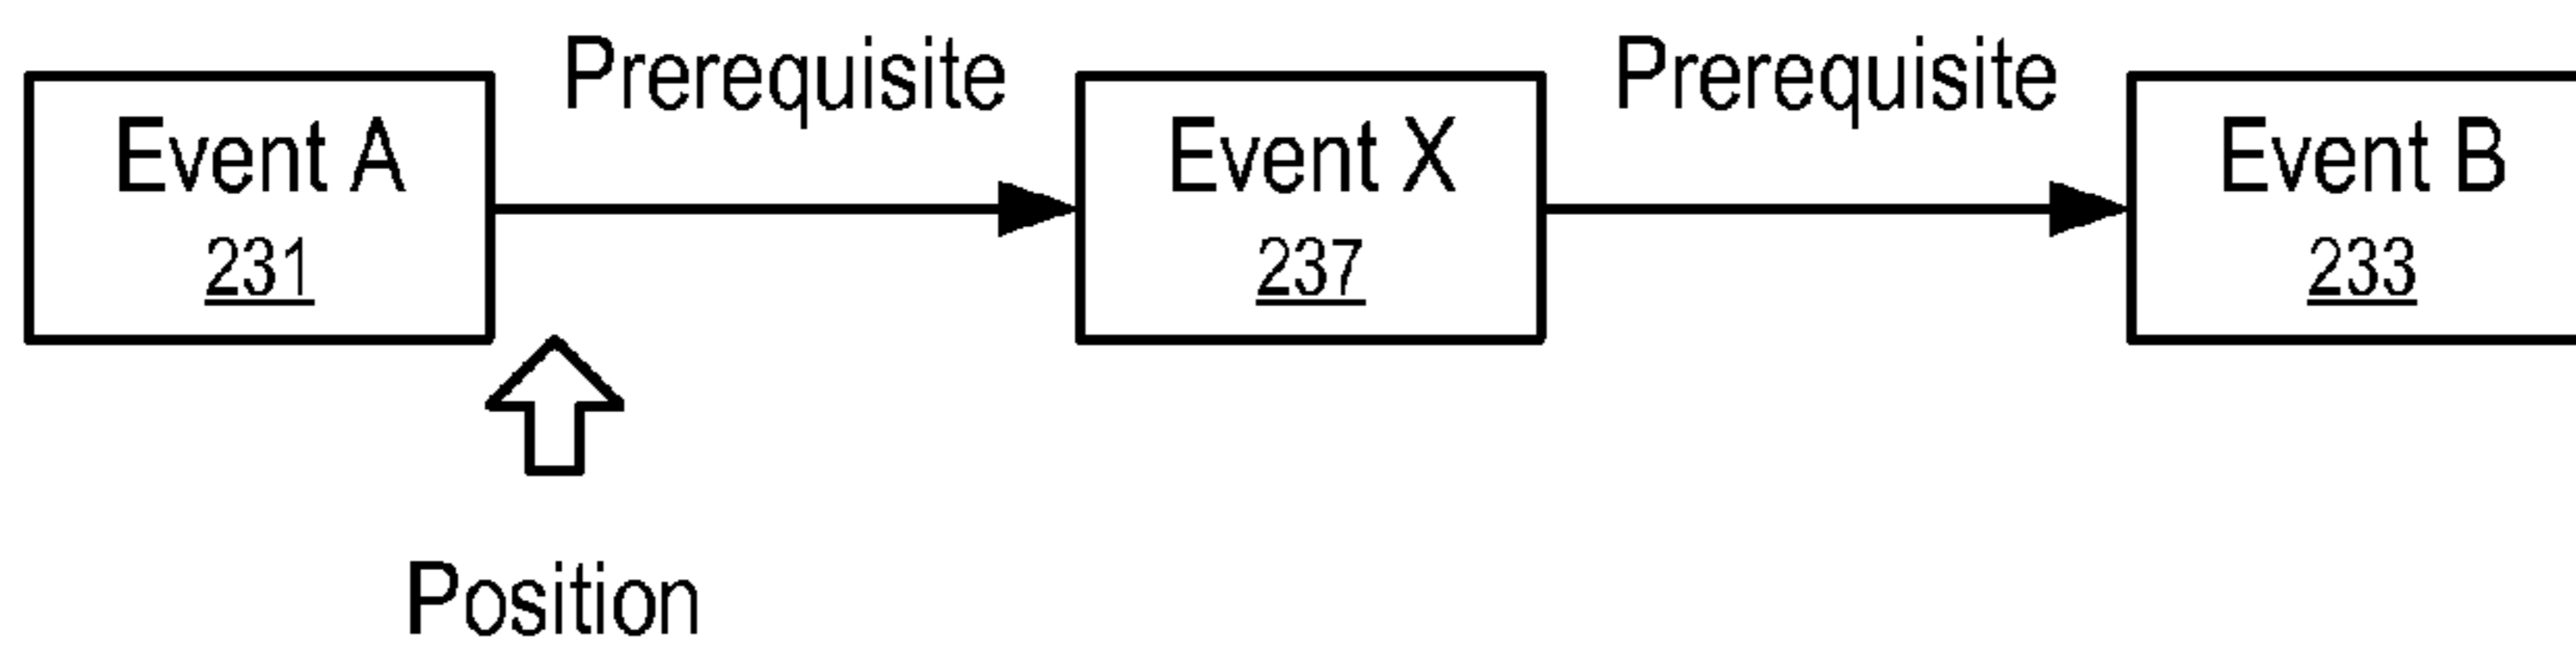 Prerequisite
Prerequisite
Event A
231
Event X
237
Event B
233
Position